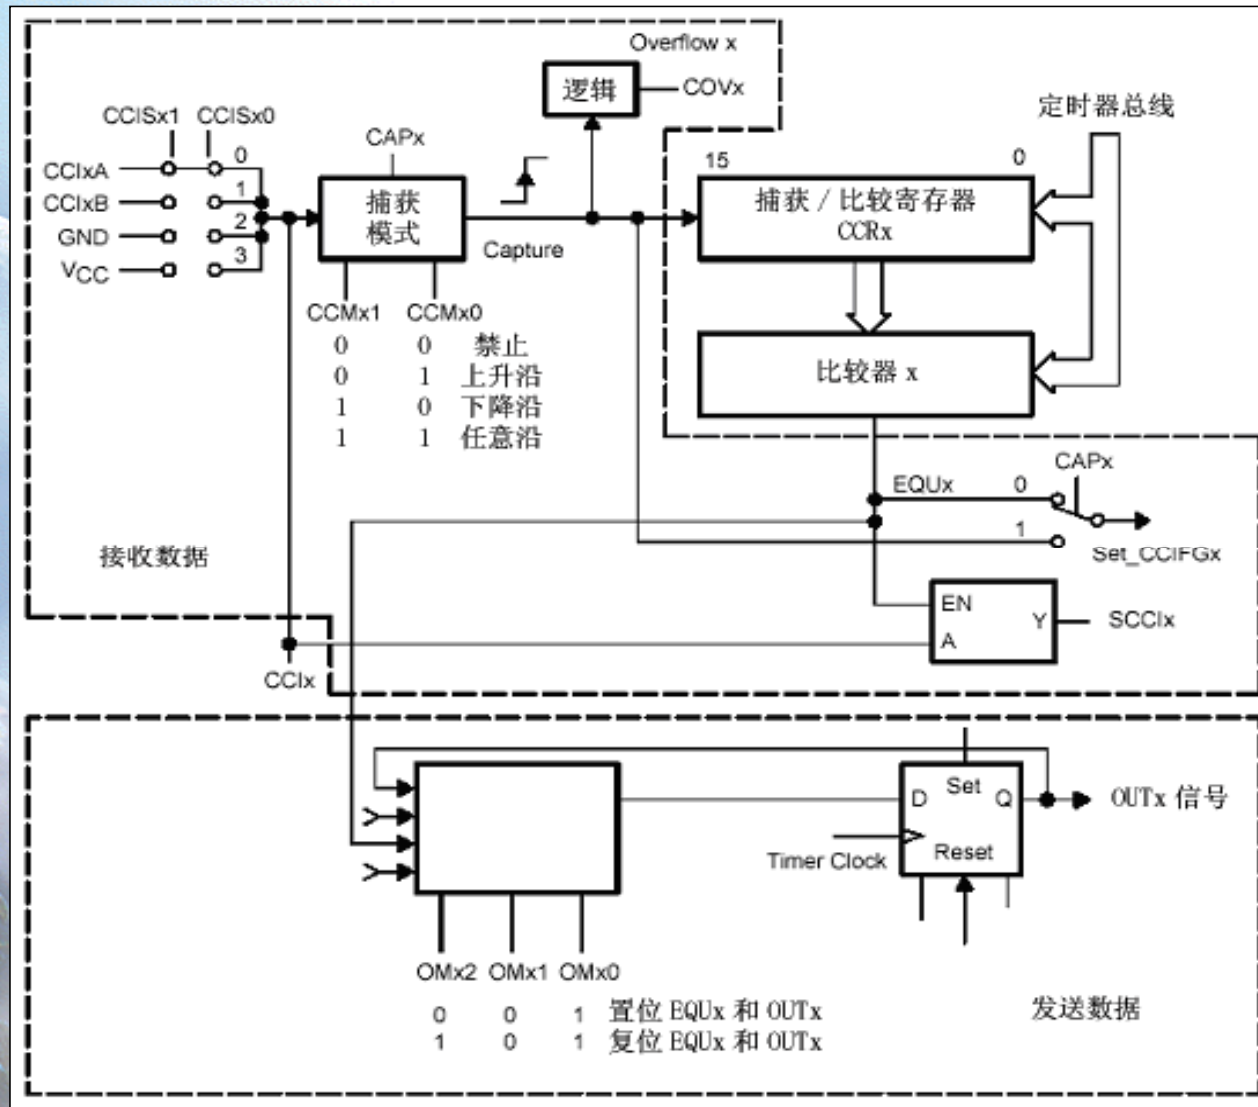 Overflow x
逻辑
COVx
定时器总线
CCISx1 CCISx0
CAPx
CCIxA
0
CCIxB
1
GND
2
VCC
3
捕获
模式
Capture
15
0
捕获 / 比较寄存器
CCRx
CCMx1 CCMx0
0 0 禁止
0 1 上升沿
1 0 下降沿
1 1 任意沿
比较器 x
EQUx
0
CAPx
1
Set_CCIFGx
接收数据
EN
A
Y
SCCIx
CCIx
D
Set
Q
Reset
OUTx 信号
Timer Clock
OMx2 OMx1 OMx0
0 0 1 置位 EQUx 和 OUTx
1 0 1 复位 EQUx 和 OUTx
发送数据